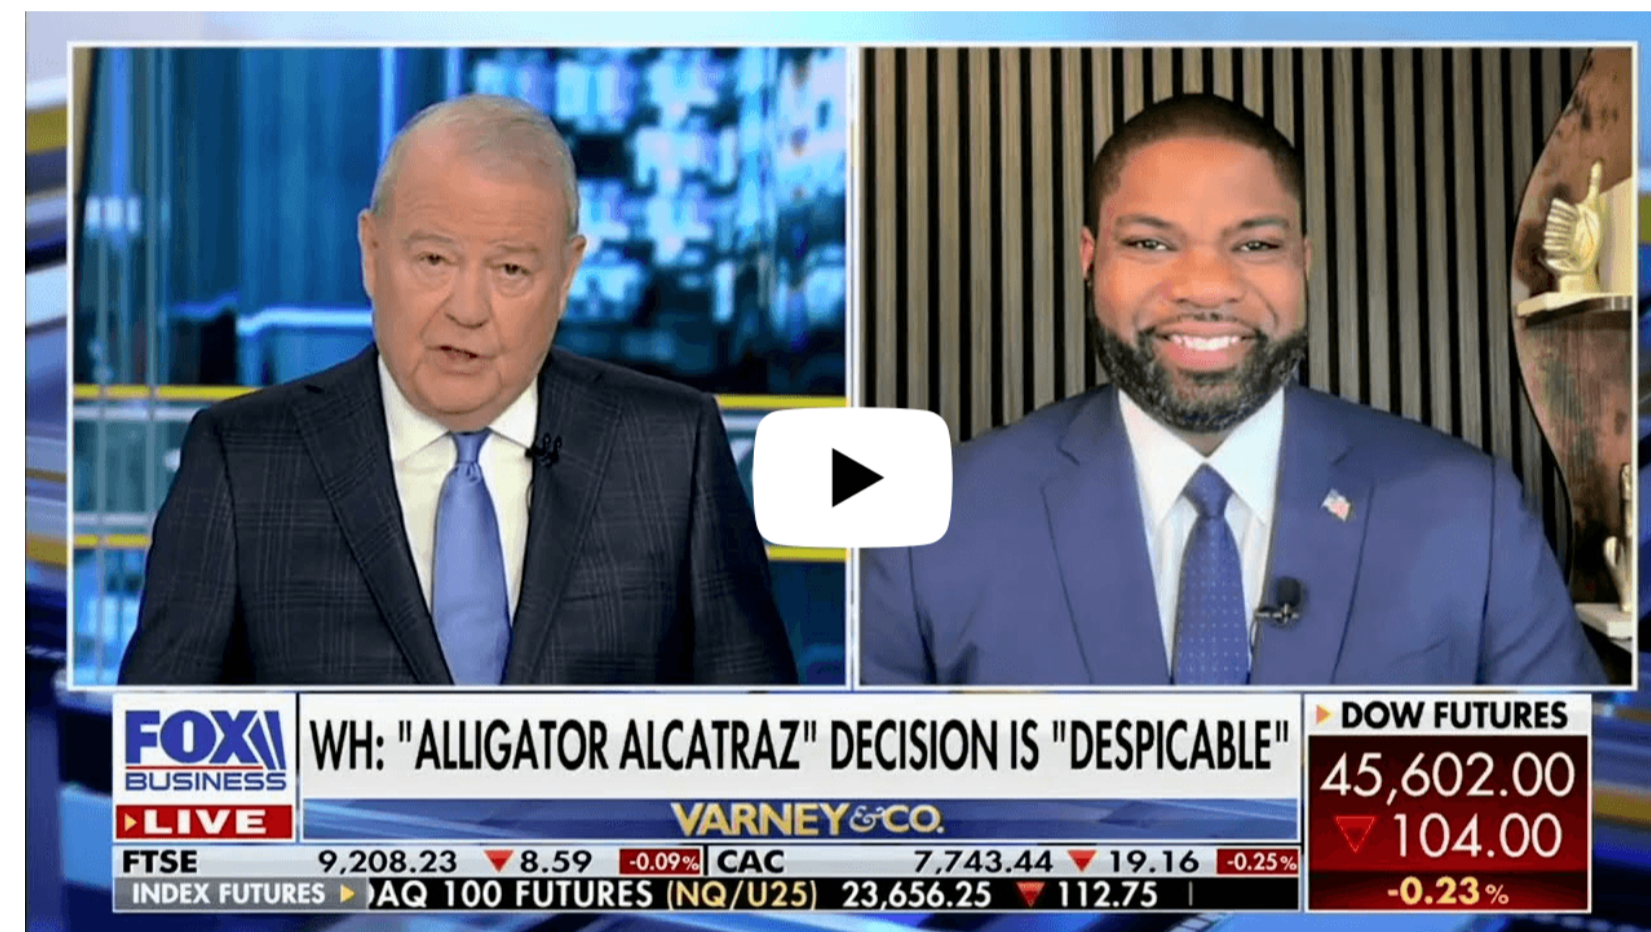 WH: "ALLIGATOR ALCATRAZ" DECISION IS "DESPICABLE"
FOX
BUSINESS
LIVE
VARNEY & CO.
DOW FUTURES
45,602.00
▼ 104.00
-0.23%
FTSE 9,208.23 ▼ 8.59 -0.09% CAC 7,743.44 ▼ 19.16 -0.25%
INDEX FUTURES DAQ 100 FUTURES (NQ/U25) 23,656.25 ▼ 112.75